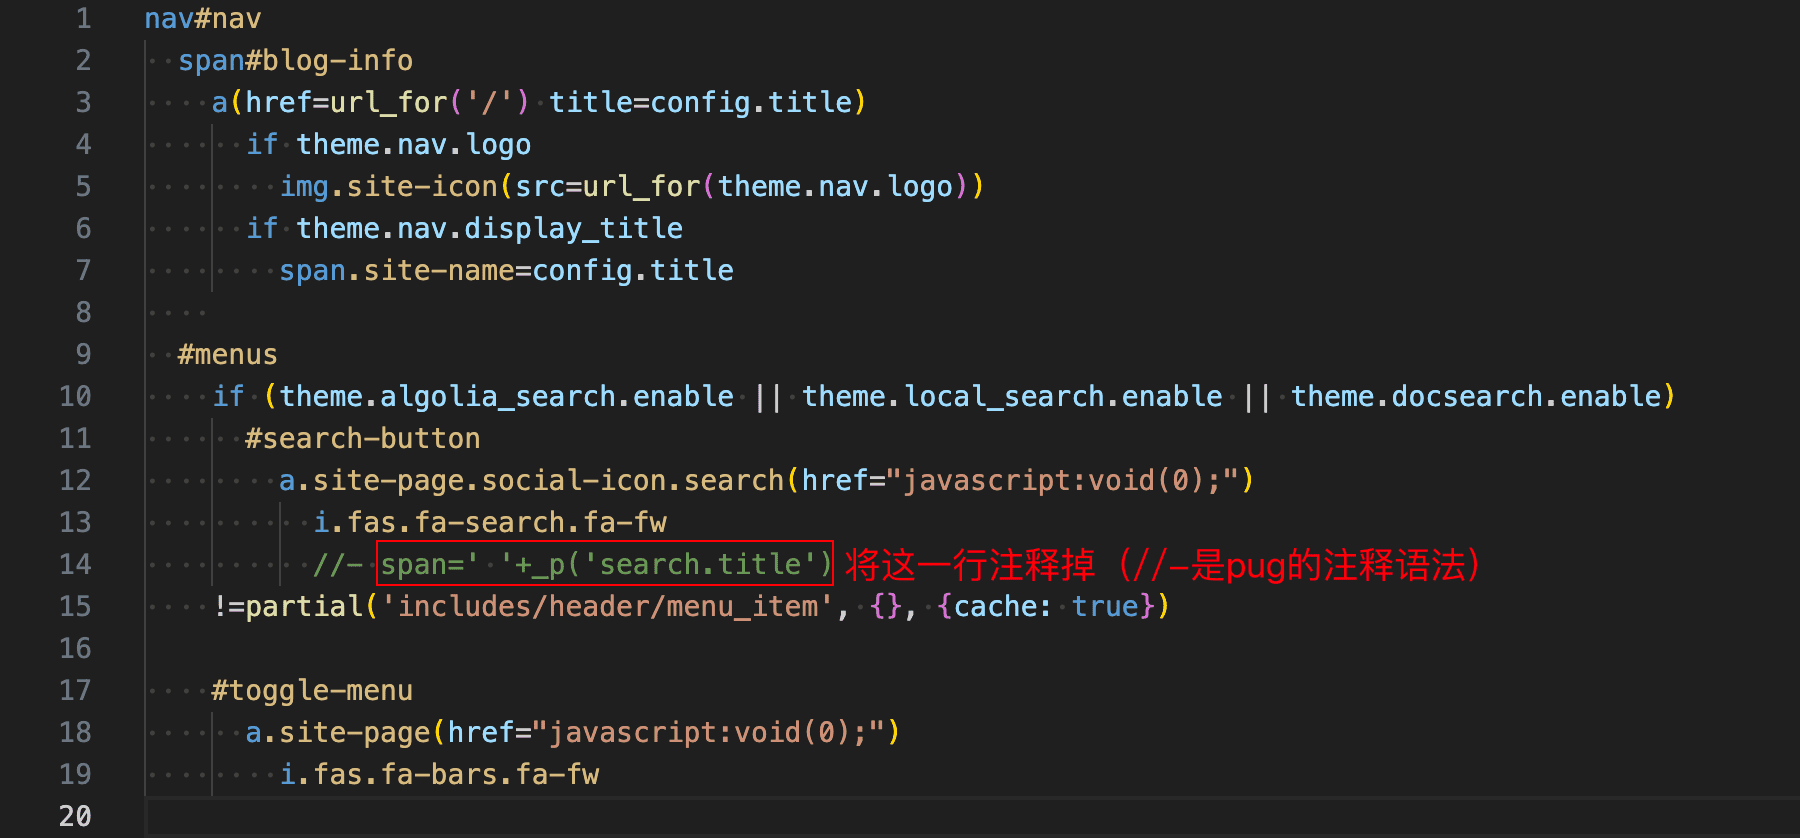 1 nav#nav
2 span#blog-info
3 a(href=url_for('/') title=config.title)
4 if theme.nav.logo
5 img.site-icon(src=url_for(theme.nav.logo))
6 if theme.nav.display_title
7 span.site-name=config.title
8
9 #menus
10 if (theme.algolia_search.enable || theme.local_search.enable || theme.docsearch.enable)
11 #search-button
12 a.site-page.social-icon.search(href="javascript:void(0);")
13 i.fas.fa-search.fa-fw
14 //- span=' '+_p('search.title') 将这一行注释掉（//-是pug的注释语法）
15 !=partial('includes/header/menu_item', {}, {cache: true})
16
17 #toggle-menu
18 a.site-page(href="javascript:void(0);")
19 i.fas.fa-bars.fa-fw
20